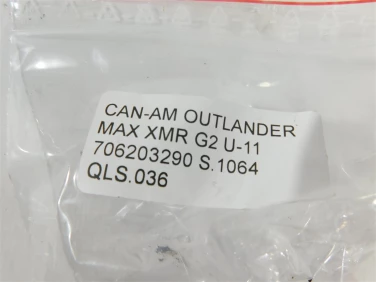 CAN-AM OUTLANDER
MAX XMR G2 U-11
706203290 S.1064
QLS.036